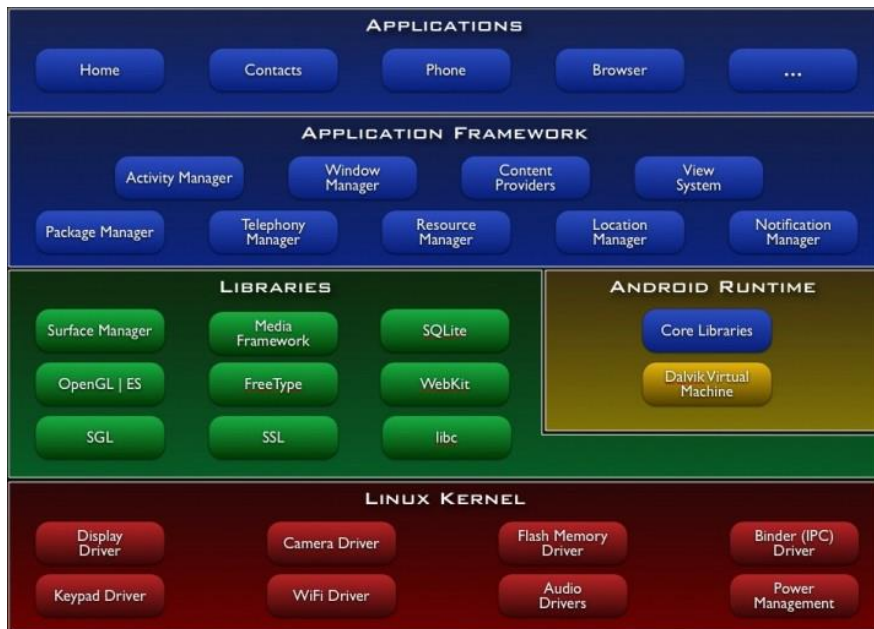 APPLICATIONS
Home
Contacts
Phone
Browser
...
APPLICATION FRAMEWORK
Activity Manager
Window
Manager
Content
Providers
View
System
Package Manager
Telephony
Manager
Resource
Manager
Location
Manager
Notification
Manager
LIBRARIES
Surface Manager
Media
Framework
SQLite
OpenGL | ES
FreeType
WebKit
SGL
SSL
libc
ANDROID RUNTIME
Core Libraries
Dalvik Virtual
Machine
LINUX KERNEL
Display
Driver
Camera Driver
Flash Memory
Driver
Binder (IPC)
Driver
Keypad Driver
WiFi Driver
Audio
Drivers
Power
Management